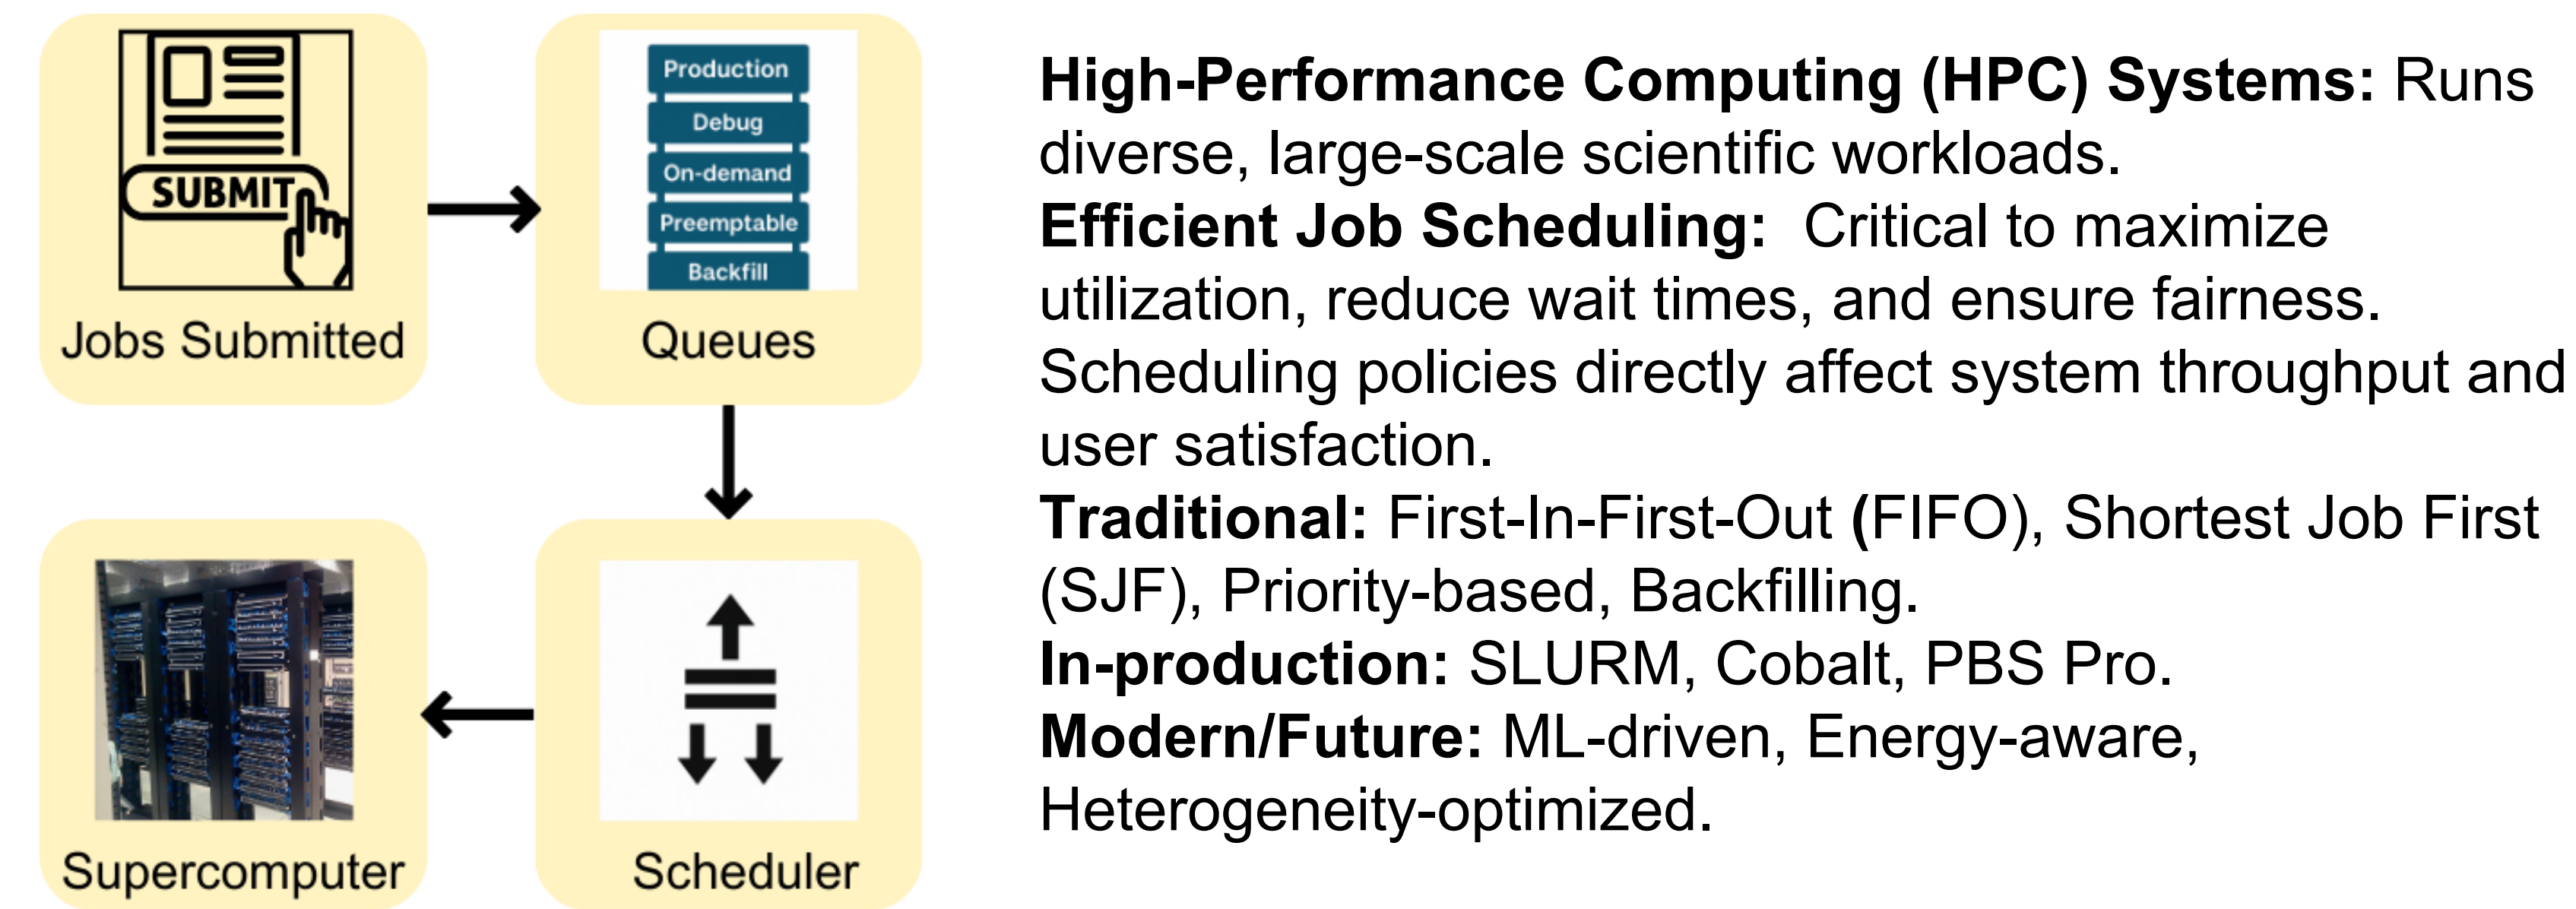 SUBMIT
Jobs Submitted
Production
Debug
On-demand
Preemptable
Backfill
Queues
Supercomputer
Scheduler
High-Performance Computing (HPC) Systems: Runs
diverse, large-scale scientific workloads.
Efficient Job Scheduling:  Critical to maximize
utilization, reduce wait times, and ensure fairness.
Scheduling policies directly affect system throughput and
user satisfaction.
Traditional: First-In-First-Out (FIFO), Shortest Job First
(SJF), Priority-based, Backfilling.
In-production: SLURM, Cobalt, PBS Pro.
Modern/Future: ML-driven, Energy-aware,
Heterogeneity-optimized.